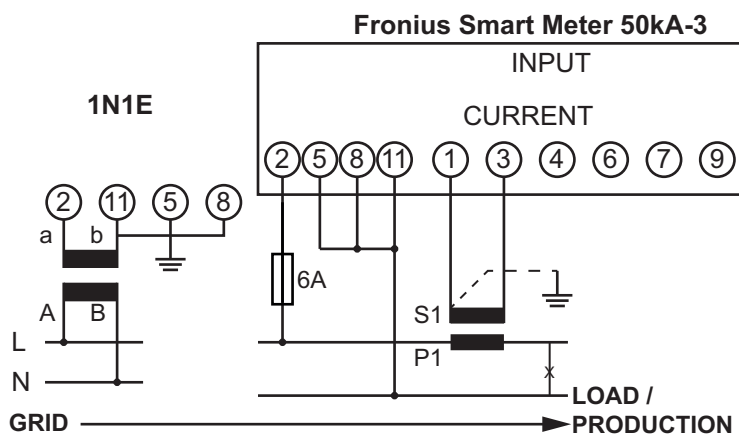 Fronius Smart Meter 50kA-3
INPUT
1N1E
CURRENT
2 5 8 11 1 3 4 6 7 9
2 11 5 8
a b
6A
A B
S1
L
P1
N
x
LOAD /
GRID PRODUCTION